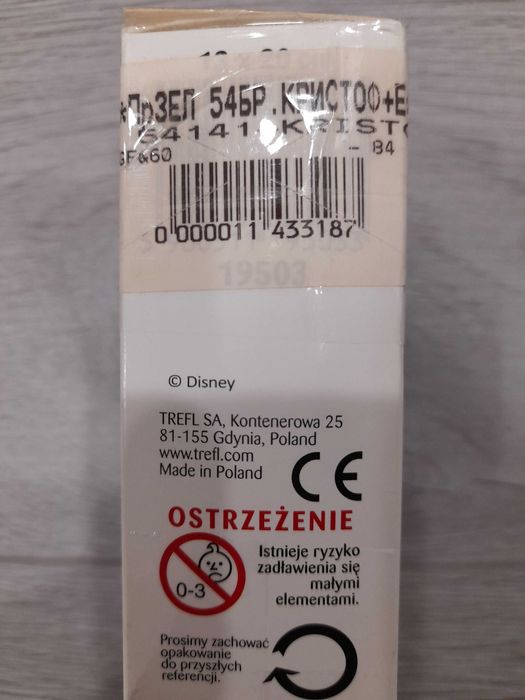 *ПъЗЕЛ 54БР.КРИСТОФ+Е
54141.KRIST
GF&60 - 84
0 000011 433187
19503
© Disney
TREFL SA, Kontenerowa 25
81-155 Gdynia, Poland
www.trefl.com
Made in Poland
CE
OSTRZEŻENIE
0-3
Istnieje ryzyko
zadławienia się
małymi
elementami.
Prosimy zachować
opakowanie
do przyszłych
referencji.